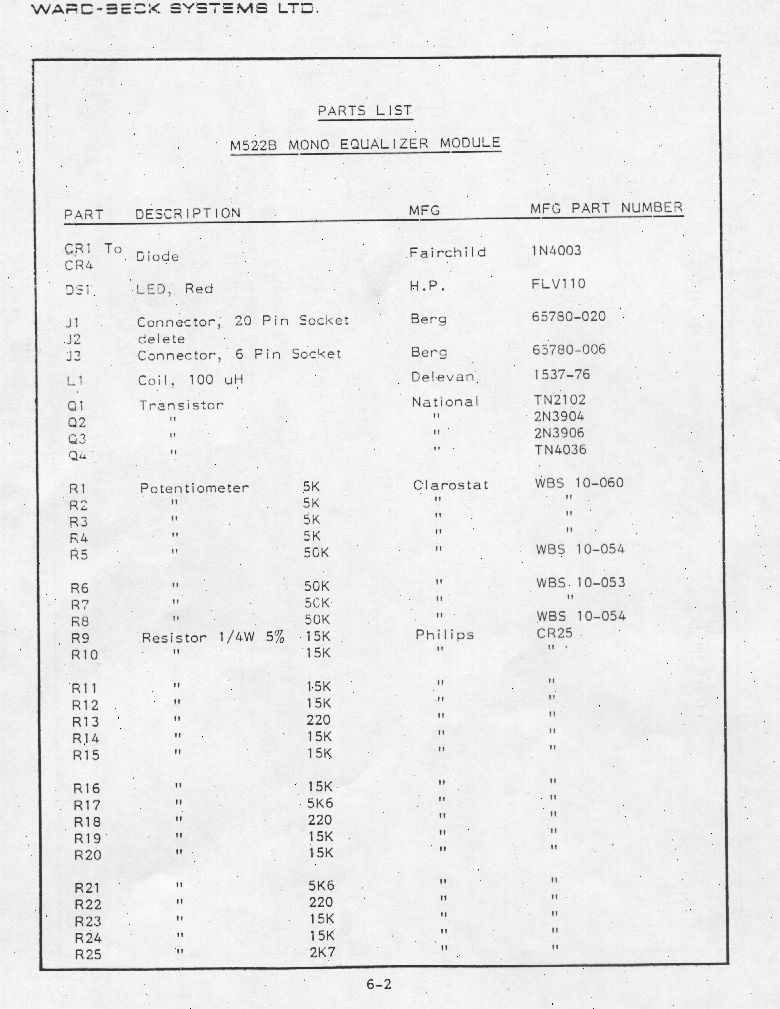 WARD-BECK SYSTEMS LTD.
PARTS LIST
M522B MONO EQUALIZER MODULE
PART DESCRIPTION MFG MFG PART NUMBER
CR1 To CR4 Diode Fairchild 1N4003
DS1 LED, Red H.P. FLV110
J1 Connector, 20 Pin Socket Berg 65780-020
J2 delete
J3 Connector, 6 Pin Socket Berg 65780-006
L1 Coil, 100 uH Delevan 1537-76
Q1 Transistor National TN2102
Q2 " " 2N3904
Q3 " " 2N3906
Q4 " " TN4036
R1 Potentiometer 5K Clarostat WBS 10-060
R2 " 5K " "
R3 " 5K " "
R4 " 5K " "
R5 " 50K " WBS 10-054
R6 " 50K " WBS 10-053
R7 " 50K " "
R8 " 50K " WBS 10-054
R9 Resistor 1/4W 5% 15K Philips CR25
R10 " 15K " "
R11 " 15K " "
R12 " 15K " "
R13 " 220 " "
R14 " 15K " "
R15 " 15K " "
R16 " 15K " "
R17 " 5K6 " "
R18 " 220 " "
R19 " 15K " "
R20 " 15K " "
R21 " 5K6 " "
R22 " 220 " "
R23 " 15K " "
R24 " 15K " "
R25 " 2K7 " "
6-2